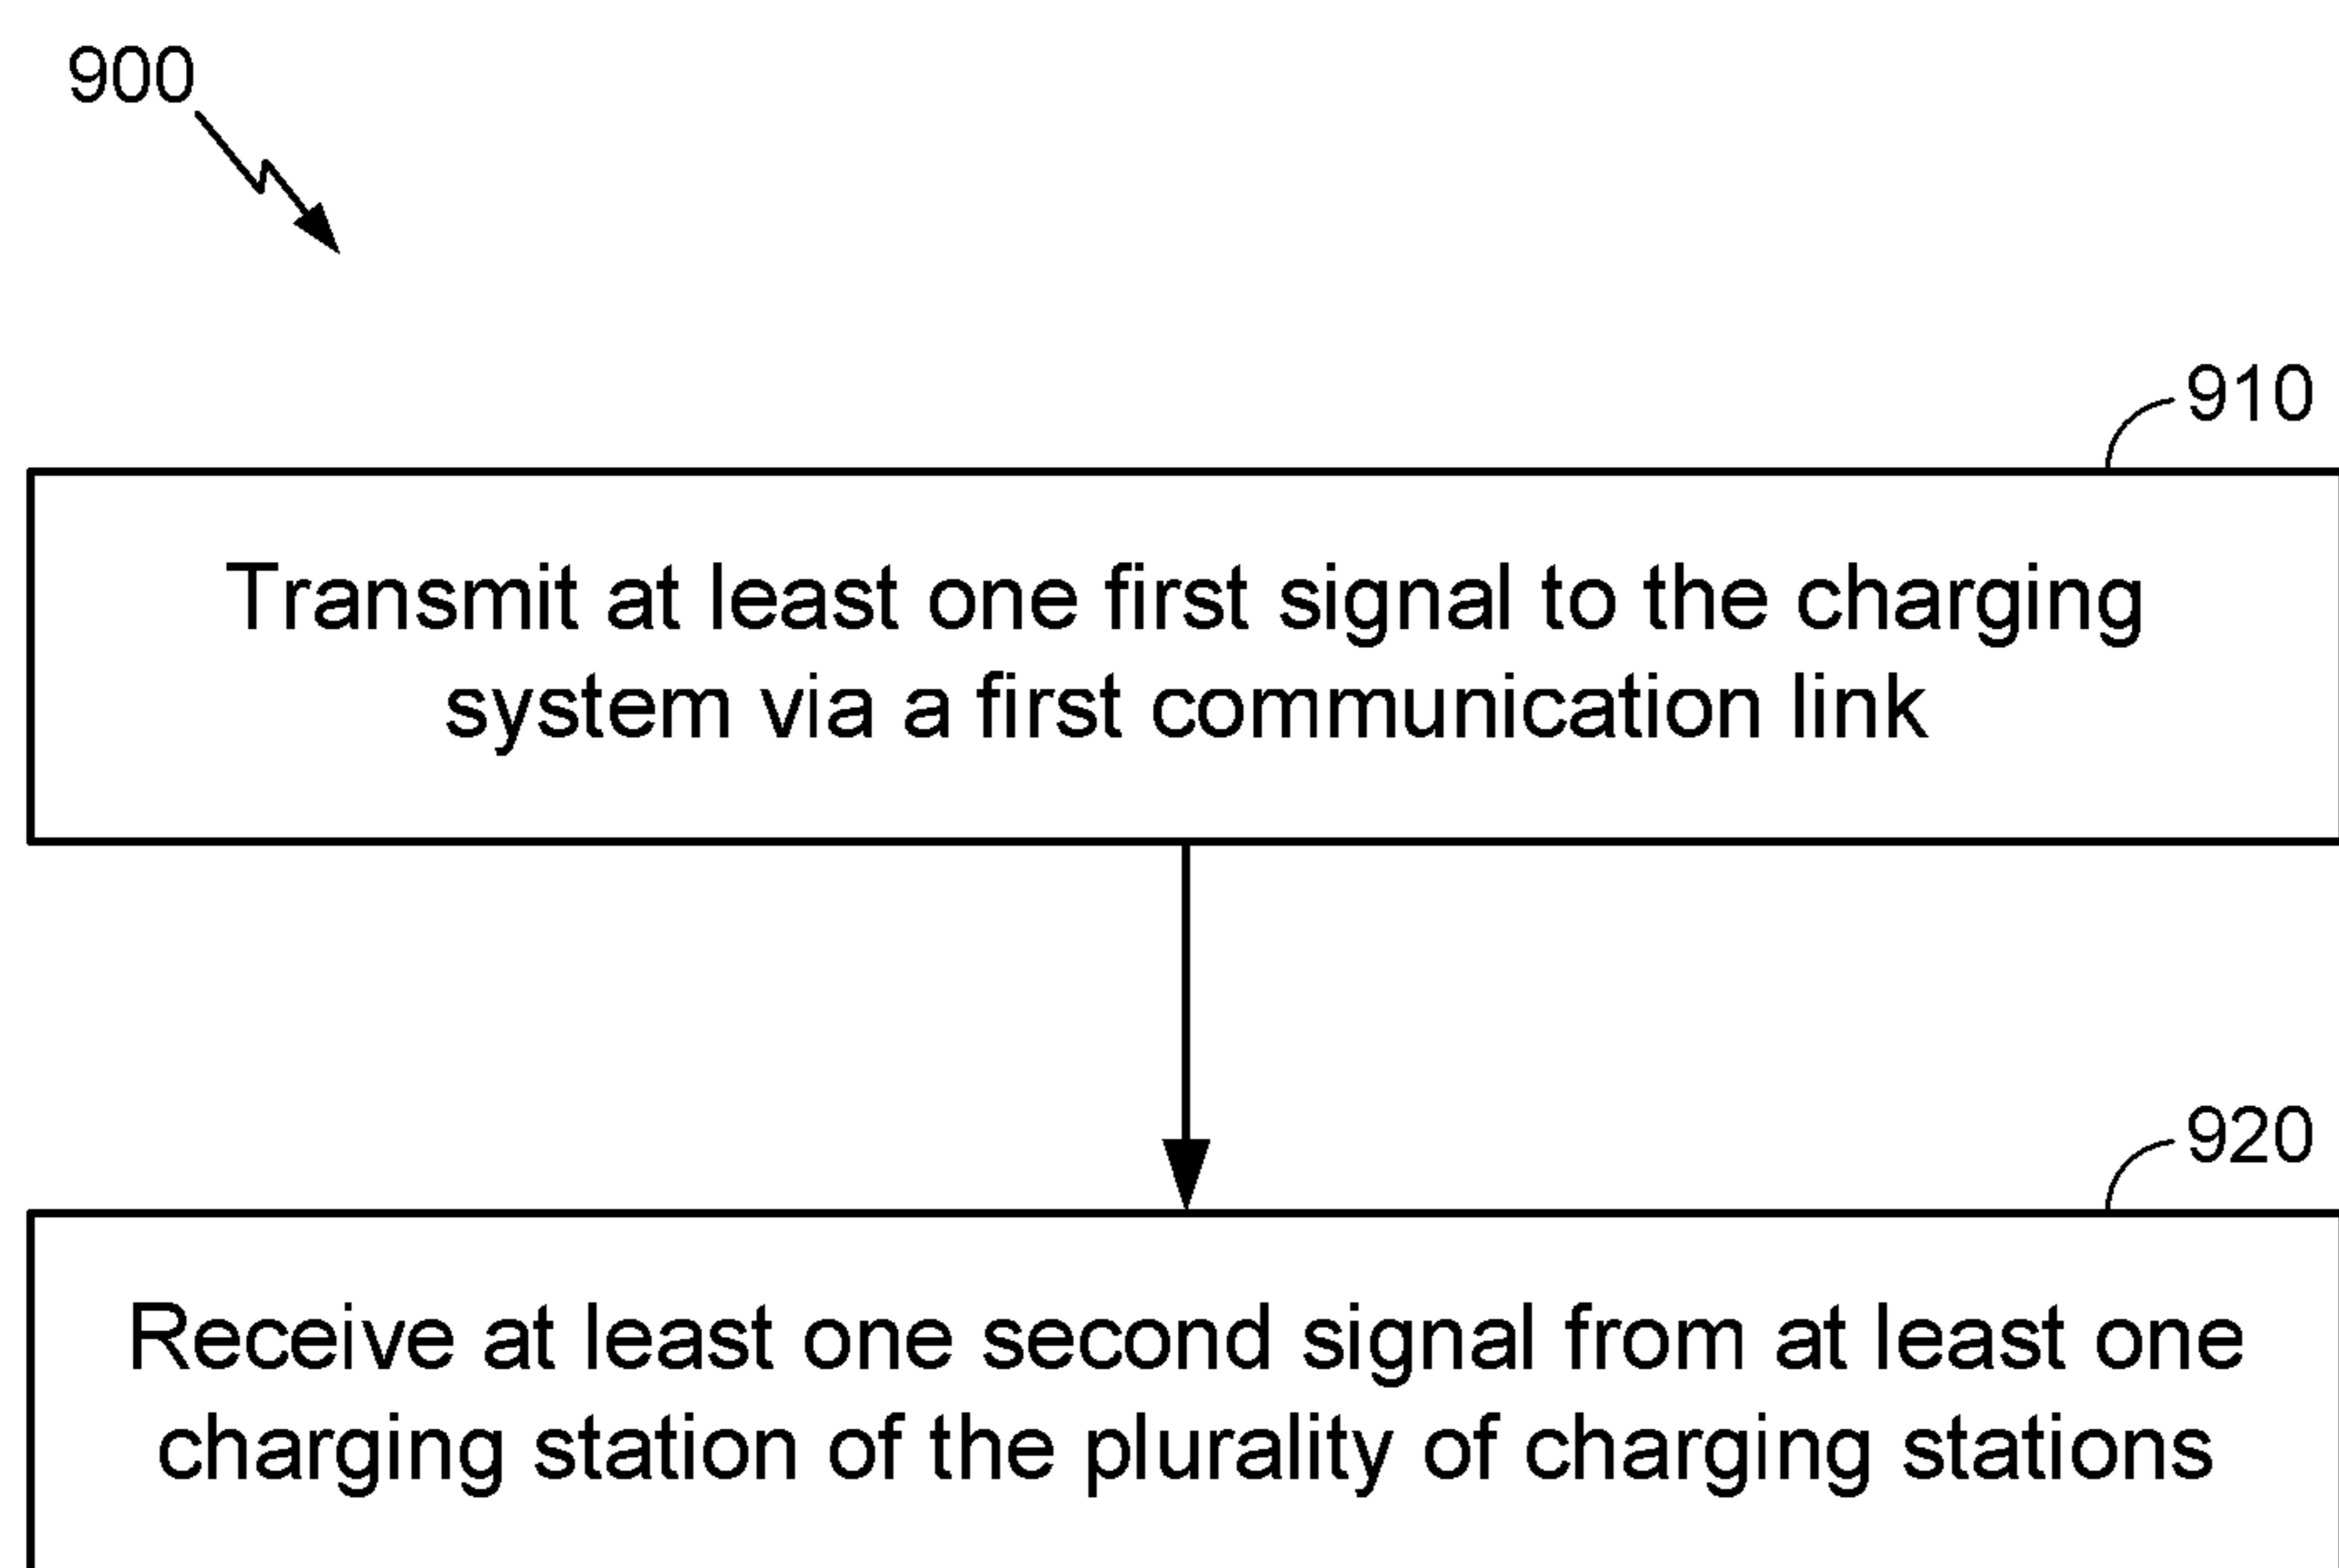 900
910
Transmit at least one first signal to the charging
system via a first communication link
920
Receive at least one second signal from at least one
charging station of the plurality of charging stations